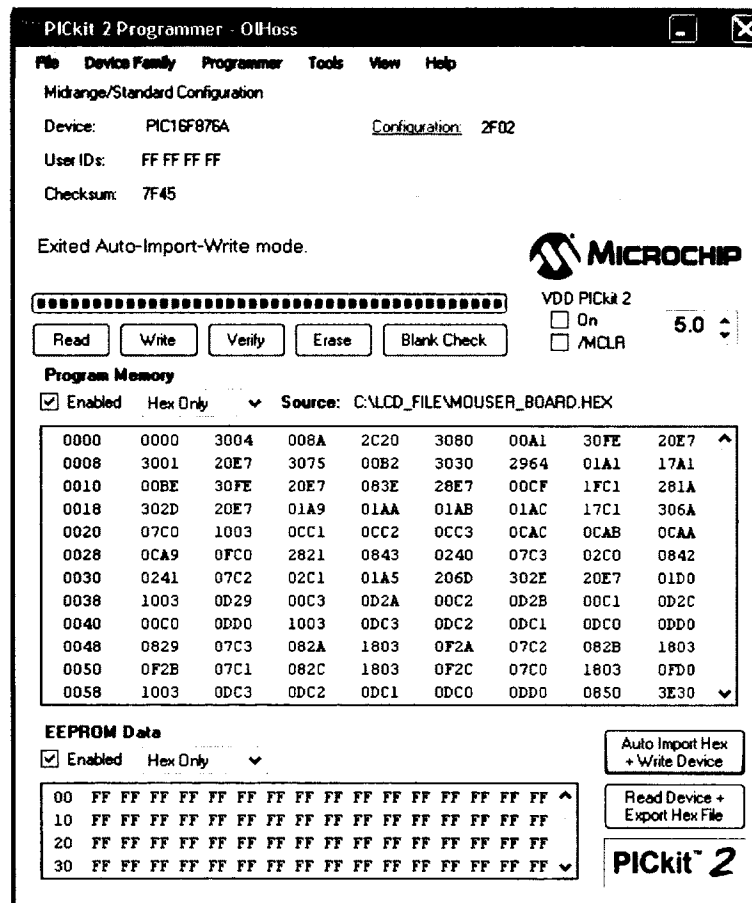 PICkit 2 Programmer - OlHoss
File Device Family Programmer Tools View Help
Midrange/Standard Configuration
Device: PIC16F876A Configuration: 2F02
User IDs: FF FF FF FF
Checksum: 7F45
Exited Auto-Import-Write mode.
MICROCHIP
VDD PICkit 2
On
/MCLR
5.0
Read Write Verify Erase Blank Check
Program Memory
Enabled Hex Only Source: C:\LCD_FILE\MOUSER_BOARD.HEX
0000 0000 3004 008A 2C20 3080 00A1 30FE 20E7
0008 3001 20E7 3075 00B2 3030 2964 01A1 17A1
0010 00BE 30FE 20E7 083E 28E7 00CF 1FC1 281A
0018 302D 20E7 01A9 01AA 01AB 01AC 17C1 306A
0020 07C0 1003 0CC1 0CC2 0CC3 0CAC 0CAB 0CAA
0028 0CA9 0FC0 2821 0843 0240 07C3 02C0 0842
0030 0241 07C2 02C1 01A5 206D 302E 20E7 01D0
0038 1003 0D29 00C3 0D2A 00C2 0D2B 00C1 0D2C
0040 00C0 0DD0 1003 0DC3 0DC2 0DC1 0DC0 0DD0
0048 0829 07C3 082A 1803 0F2A 07C2 082B 1803
0050 0F2B 07C1 082C 1803 0F2C 07C0 1803 0FD0
0058 1003 0DC3 0DC2 0DC1 0DC0 0DD0 0850 3E30
EEPROM Data
Enabled Hex Only
00 FF FF FF FF FF FF FF FF FF FF FF FF FF FF FF FF
10 FF FF FF FF FF FF FF FF FF FF FF FF FF FF FF FF
20 FF FF FF FF FF FF FF FF FF FF FF FF FF FF FF FF
30 FF FF FF FF FF FF FF FF FF FF FF FF FF FF FF FF
Auto Import Hex
+ Write Device
Read Device +
Export Hex File
PICkit™ 2